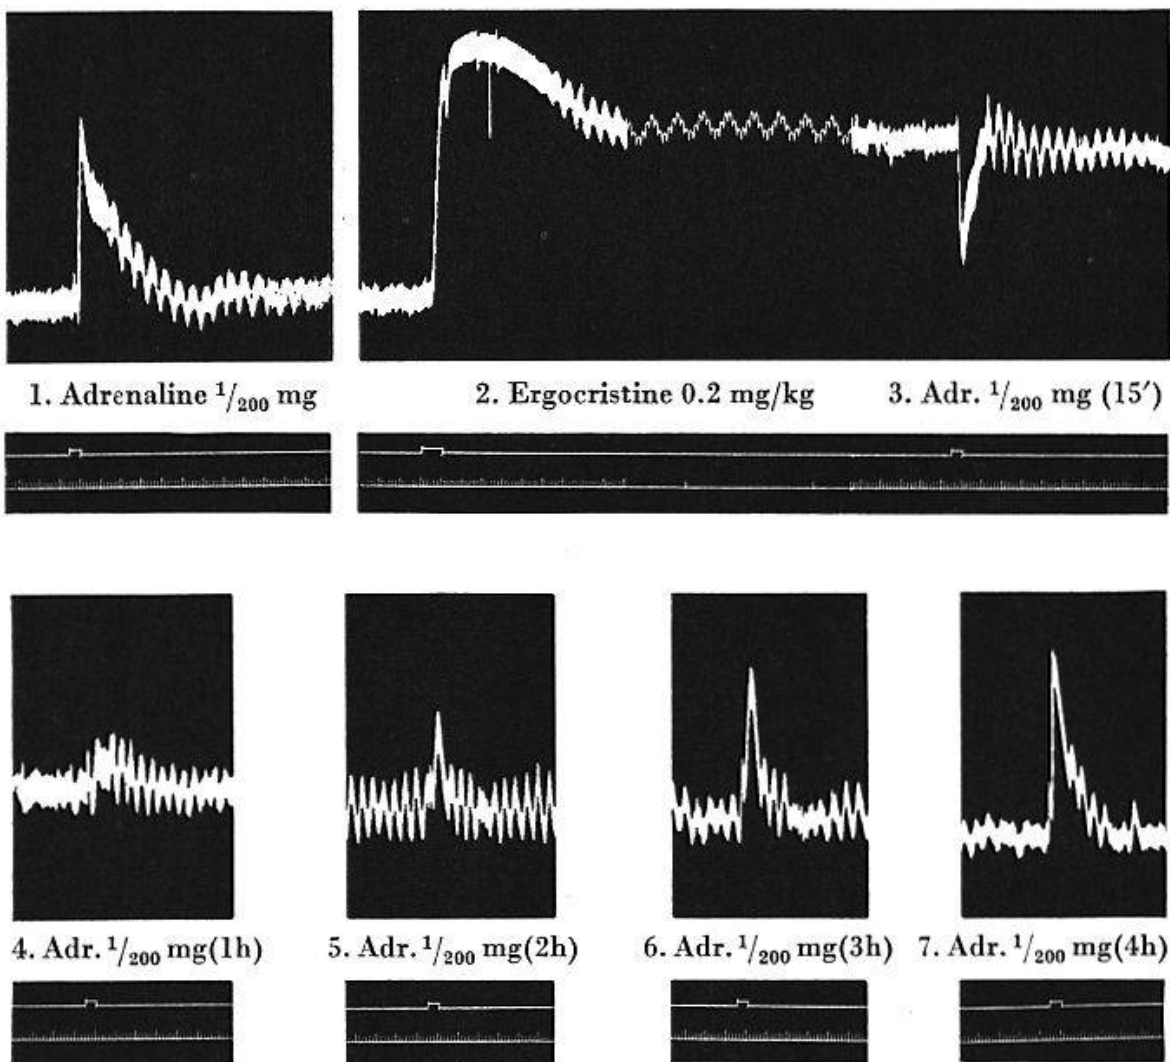 1. Adrenaline 1/200 mg 2. Ergocristine 0.2 mg/kg 3. Adr. 1/200 mg (15′)
4. Adr. 1/200 mg(1h) 5. Adr. 1/200 mg(2h) 6. Adr. 1/200 mg(3h) 7. Adr. 1/200 mg(4h)